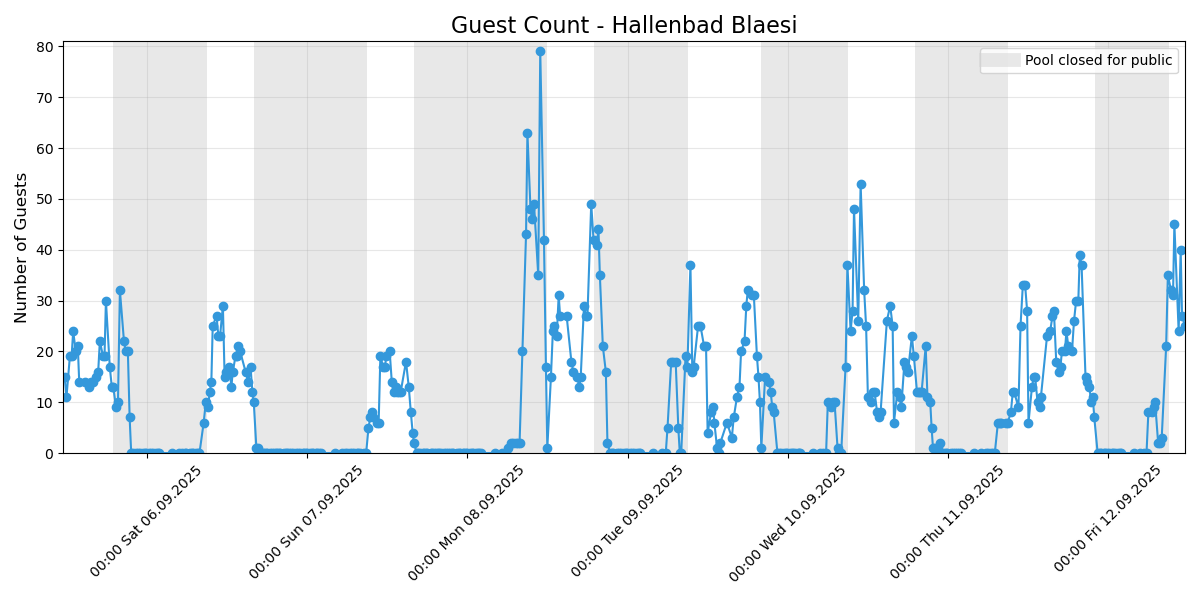 Guest Count - Hallenbad Blaesi
Pool closed for public
Number of Guests
80
70
60
50
40
30
20
10
0
00:00 Sat 06.09.2025
00:00 Sun 07.09.2025
00:00 Mon 08.09.2025
00:00 Tue 09.09.2025
00:00 Wed 10.09.2025
00:00 Thu 11.09.2025
00:00 Fri 12.09.2025